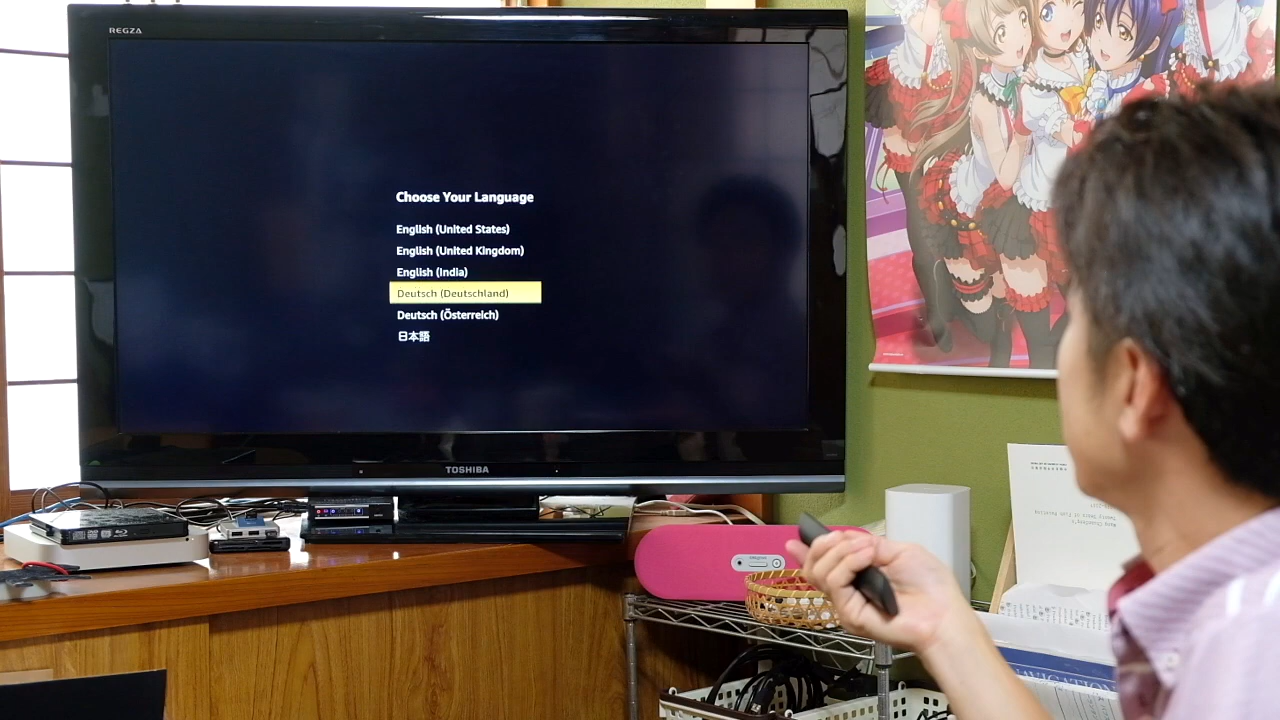 REGZA
Choose Your Language
English (United States)
English (United Kingdom)
English (India)
Deutsch (Deutschland)
Deutsch (Österreich)
日本語
TOSHIBA
NAVIGATION